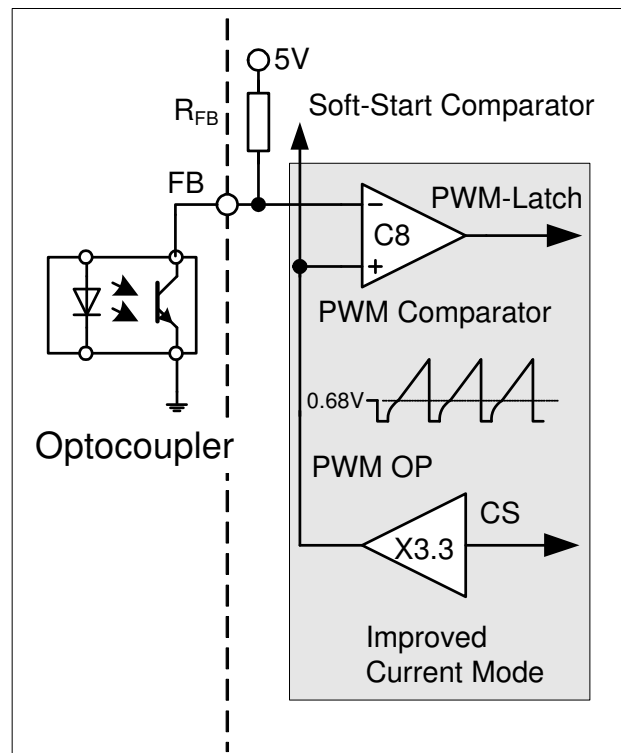 5V
R_FB
Soft-Start Comparator
FB
PWM-Latch
−
C8
+
PWM Comparator
0.68V
Optocoupler
PWM OP
CS
X3.3
Improved
Current Mode